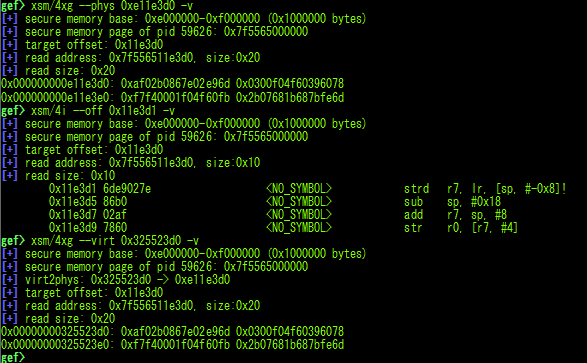 gef> xsm/4xg --phys 0xe11e3d0 -v
[+] secure memory base: 0xe000000-0xf000000 (0x1000000 bytes)
[+] secure memory page of pid 59626: 0x7f5565000000
[+] target offset: 0x11e3d0
[+] read address: 0x7f556511e3d0, size:0x20
[+] read size: 0x20
0x000000000e11e3d0: 0xaf02b0867e02e96d 0x0300f04f60396078
0x000000000e11e3e0: 0xf7f40001f04f60fb 0x2b07681b687bfe6d
gef> xsm/4i --off 0x11e3d1 -v
[+] secure memory base: 0xe000000-0xf000000 (0x1000000 bytes)
[+] secure memory page of pid 59626: 0x7f5565000000
[+] target offset: 0x11e3d0
[+] read address: 0x7f556511e3d0, size:0x10
[+] read size: 0x10
0x11e3d1 6de9027e <NO_SYMBOL> strd r7, lr, [sp, #-0x8]!
0x11e3d5 86b0 <NO_SYMBOL> sub sp, #0x18
0x11e3d7 02af <NO_SYMBOL> add r7, sp, #8
0x11e3d9 7860 <NO_SYMBOL> str r0, [r7, #4]
gef> xsm/4xg --virt 0x325523d0 -v
[+] secure memory base: 0xe000000-0xf000000 (0x1000000 bytes)
[+] secure memory page of pid 59626: 0x7f5565000000
[+] virt2phys: 0x325523d0 -> 0xe11e3d0
[+] target offset: 0x11e3d0
[+] read address: 0x7f556511e3d0, size:0x20
[+] read size: 0x20
0x00000000325523d0: 0xaf02b0867e02e96d 0x0300f04f60396078
0x00000000325523e0: 0xf7f40001f04f60fb 0x2b07681b687bfe6d
gef>